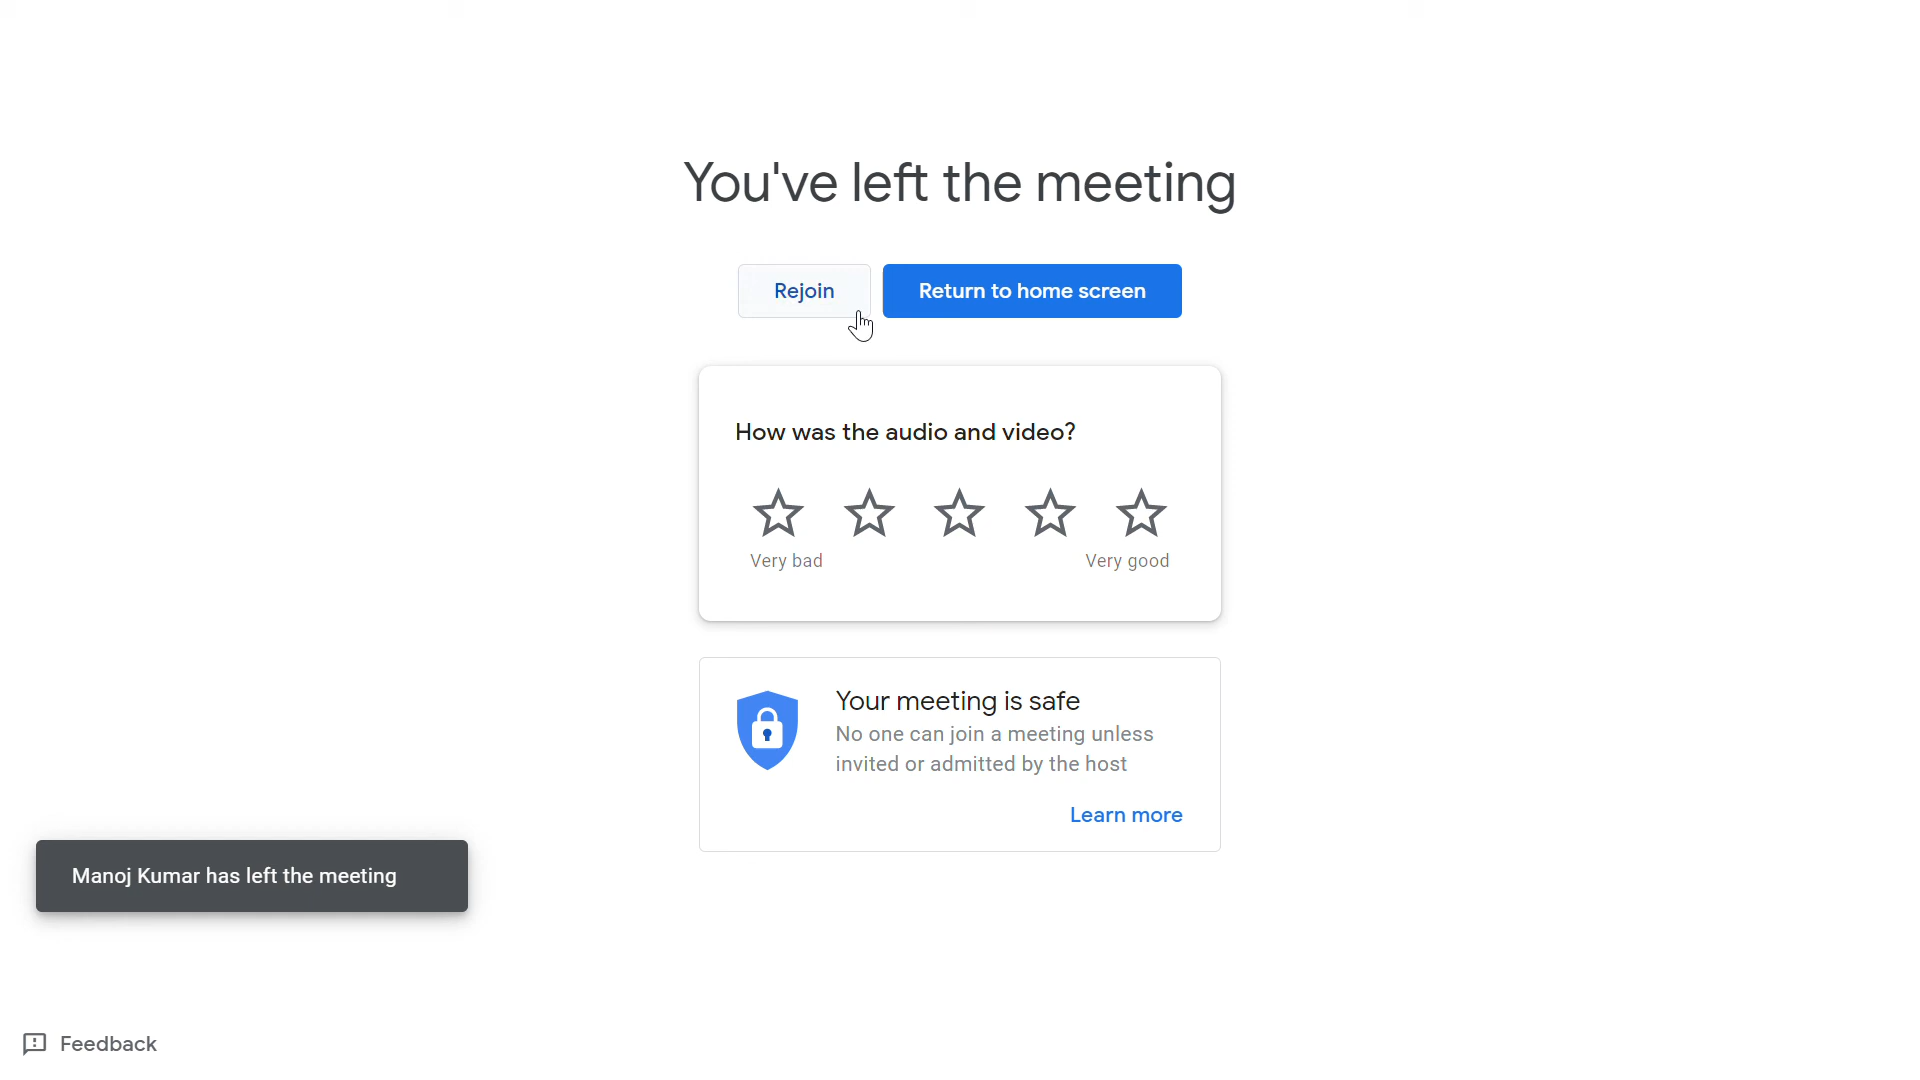 You've left the meeting
Rejoin
Return to home screen
How was the audio and video?
Very bad
Very good
Your meeting is safe
No one can join a meeting unless
invited or admitted by the host
Learn more
Manoj Kumar has left the meeting
Feedback